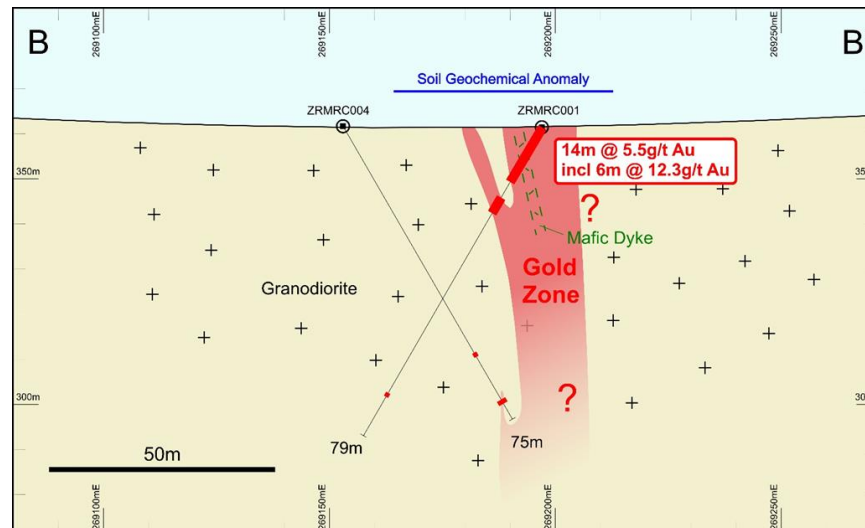 269100mE
269150mE
269200mE
269250mE
B
B
Soil Geochemical Anomaly
ZRMRC004
ZRMRC001
14m @ 5.5g/t Au
incl 6m @ 12.3g/t Au
350m
35
?
Mafic Dyke
Gold
Zone
Granodiorite
?
300m
30
79m
75m
50m
269100mE
269150mE
269200mE
269250mE